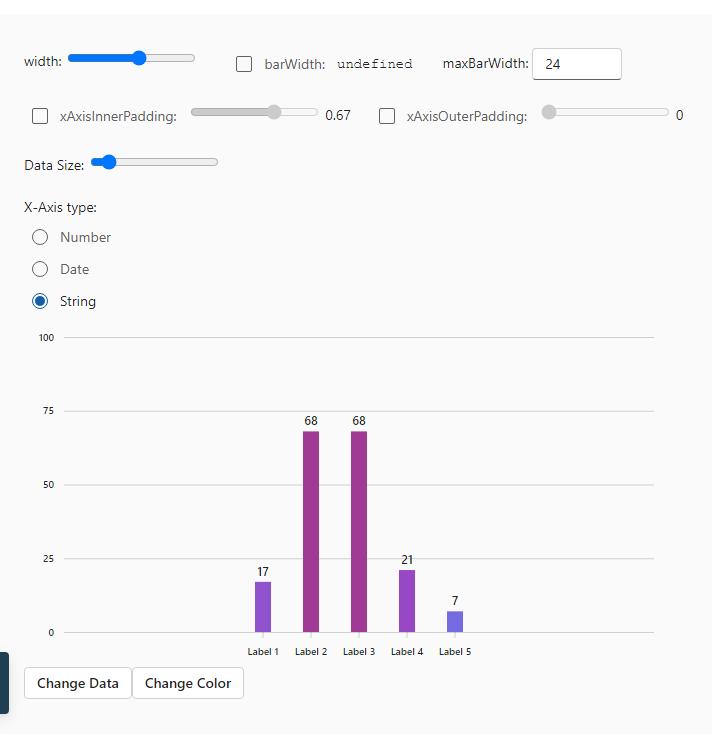 width: barWidth: undefined maxBarWidth: 24
xAxisInnerPadding: 0.67 xAxisOuterPadding: 0
Data Size:
X-Axis type:
Number
Date
String
100
75
68 68
50
25
21
17
7
0
Label 1 Label 2 Label 3 Label 4 Label 5
Change Data Change Color